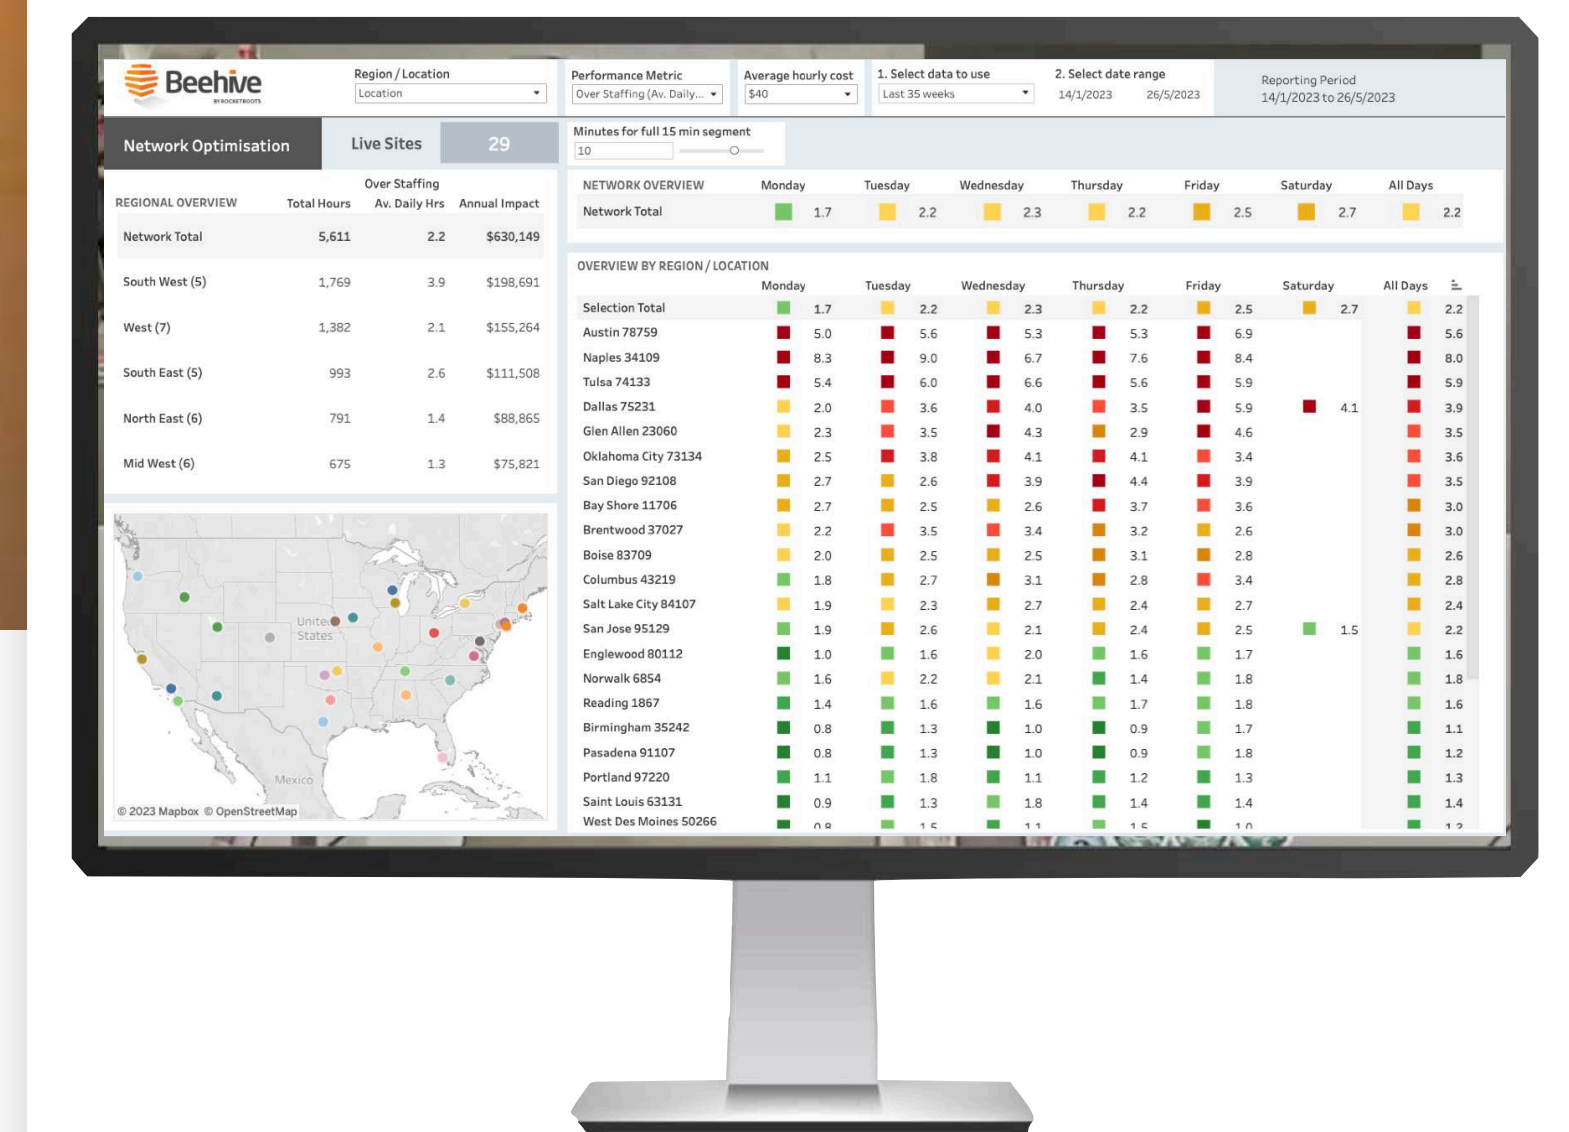 Beehive
BY ROCKETROOTS
Region / Location
Location
Performance Metric
Over Staffing (Av. Daily...
Average hourly cost
$40
1. Select data to use
Last 35 weeks
2. Select date range
14/1/2023 26/5/2023
Reporting Period
14/1/2023 to 26/5/2023
Network Optimisation
Live Sites 29
Minutes for full 15 min segment
10
Over Staffing
REGIONAL OVERVIEW Total Hours Av. Daily Hrs Annual Impact
Network Total 5,611 2.2 $630,149
South West (5) 1,769 3.9 $198,691
West (7) 1,382 2.1 $155,264
South East (5) 993 2.6 $111,508
North East (6) 791 1.4 $88,865
Mid West (6) 675 1.3 $75,821
United
States
Mexico
© 2023 Mapbox © OpenStreetMap
NETWORK OVERVIEW Monday Tuesday Wednesday Thursday Friday Saturday All Days
Network Total 1.7 2.2 2.3 2.2 2.5 2.7 2.2
OVERVIEW BY REGION / LOCATION
Monday Tuesday Wednesday Thursday Friday Saturday All Days
Selection Total 1.7 2.2 2.3 2.2 2.5 2.7 2.2
Austin 78759 5.0 5.6 5.3 5.3 6.9 5.6
Naples 34109 8.3 9.0 6.7 7.6 8.4 8.0
Tulsa 74133 5.4 6.0 6.6 5.6 5.9 5.9
Dallas 75231 2.0 3.6 4.0 3.5 5.9 4.1 3.9
Glen Allen 23060 2.3 3.5 4.3 2.9 4.6 3.5
Oklahoma City 73134 2.5 3.8 4.1 4.1 3.4 3.6
San Diego 92108 2.7 2.6 3.9 4.4 3.9 3.5
Bay Shore 11706 2.7 2.5 2.6 3.7 3.6 3.0
Brentwood 37027 2.2 3.5 3.4 3.2 2.6 3.0
Boise 83709 2.0 2.5 2.5 3.1 2.8 2.6
Columbus 43219 1.8 2.7 3.1 2.8 3.4 2.8
Salt Lake City 84107 1.9 2.3 2.7 2.4 2.7 2.4
San Jose 95129 1.9 2.6 2.1 2.4 2.5 1.5 2.2
Englewood 80112 1.0 1.6 2.0 1.6 1.7 1.6
Norwalk 6854 1.6 2.2 2.1 1.4 1.8 1.8
Reading 1867 1.4 1.6 1.6 1.7 1.8 1.6
Birmingham 35242 0.8 1.3 1.0 0.9 1.7 1.1
Pasadena 91107 0.8 1.3 1.0 0.9 1.8 1.2
Portland 97220 1.1 1.8 1.1 1.2 1.3 1.3
Saint Louis 63131 0.9 1.3 1.8 1.4 1.4 1.4
West Des Moines 50266 0.8 1.5 1.1 1.5 1.0 1.2